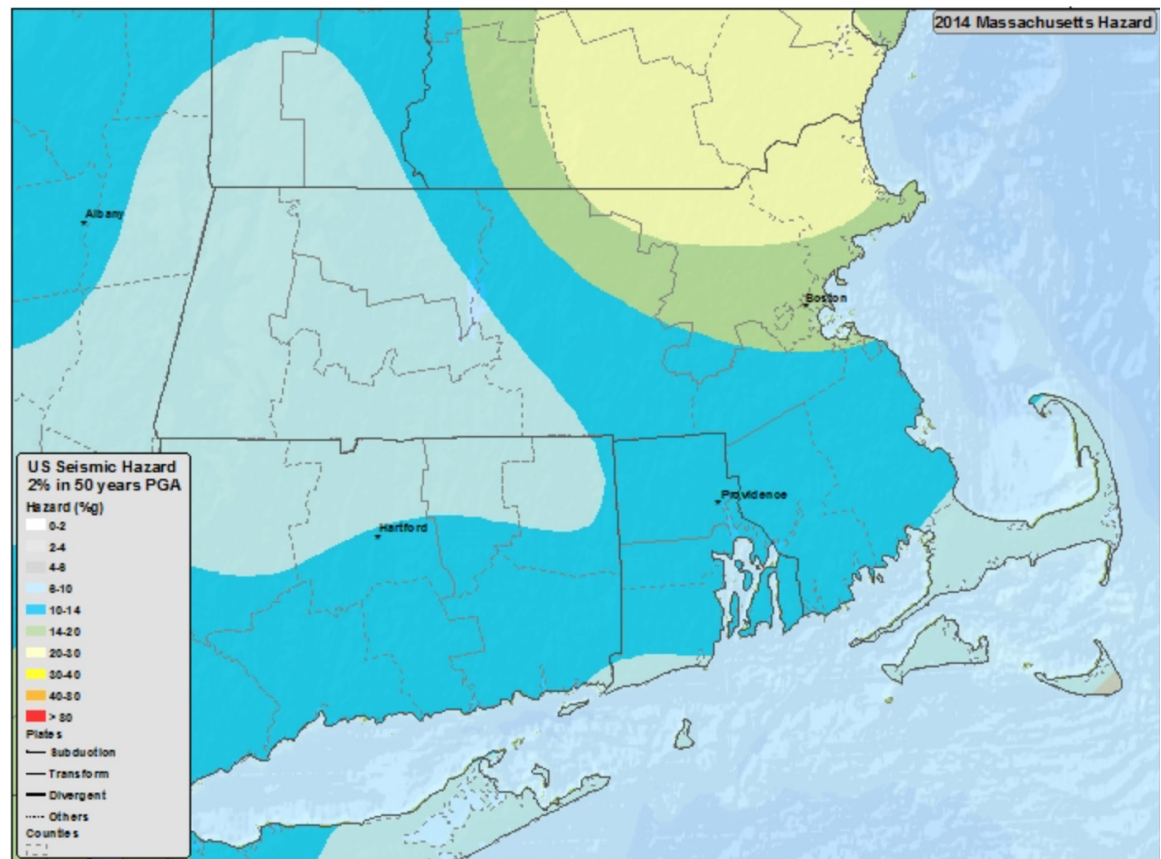 2014 Massachusetts Hazard
Albany
Boston
Providence
Hartford
US Seismic Hazard
2% in 50 years PGA
Hazard (%g)
0-2
2-4
4-6
6-10
10-14
14-20
20-30
30-40
40-80
> 80
Plates
Subduction
Transform
Divergent
Others
Counties